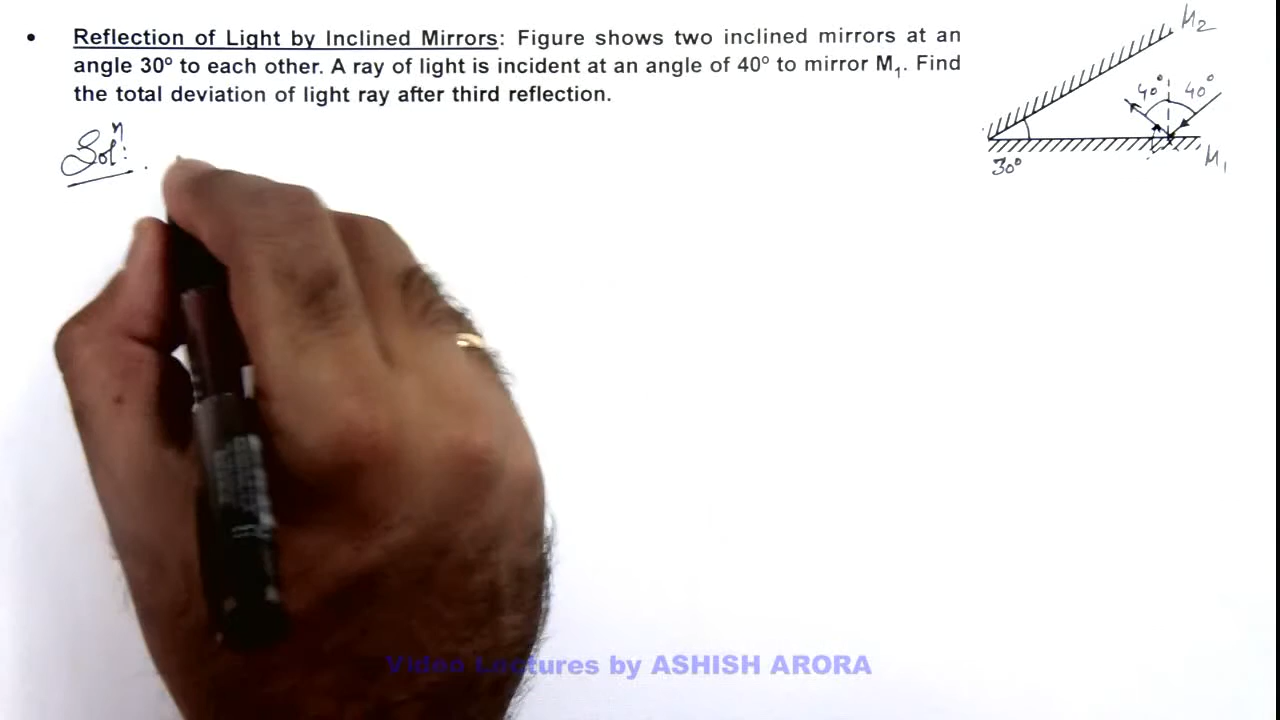 • Reflection of Light by Inclined Mirrors: Figure shows two inclined mirrors at an
angle 30º to each other. A ray of light is incident at an angle of 40º to mirror M₁. Find
the total deviation of light ray after third reflection.
M₂
40° 40°
30°
M₁
Solⁿ:
Video Lectures by ASHISH ARORA